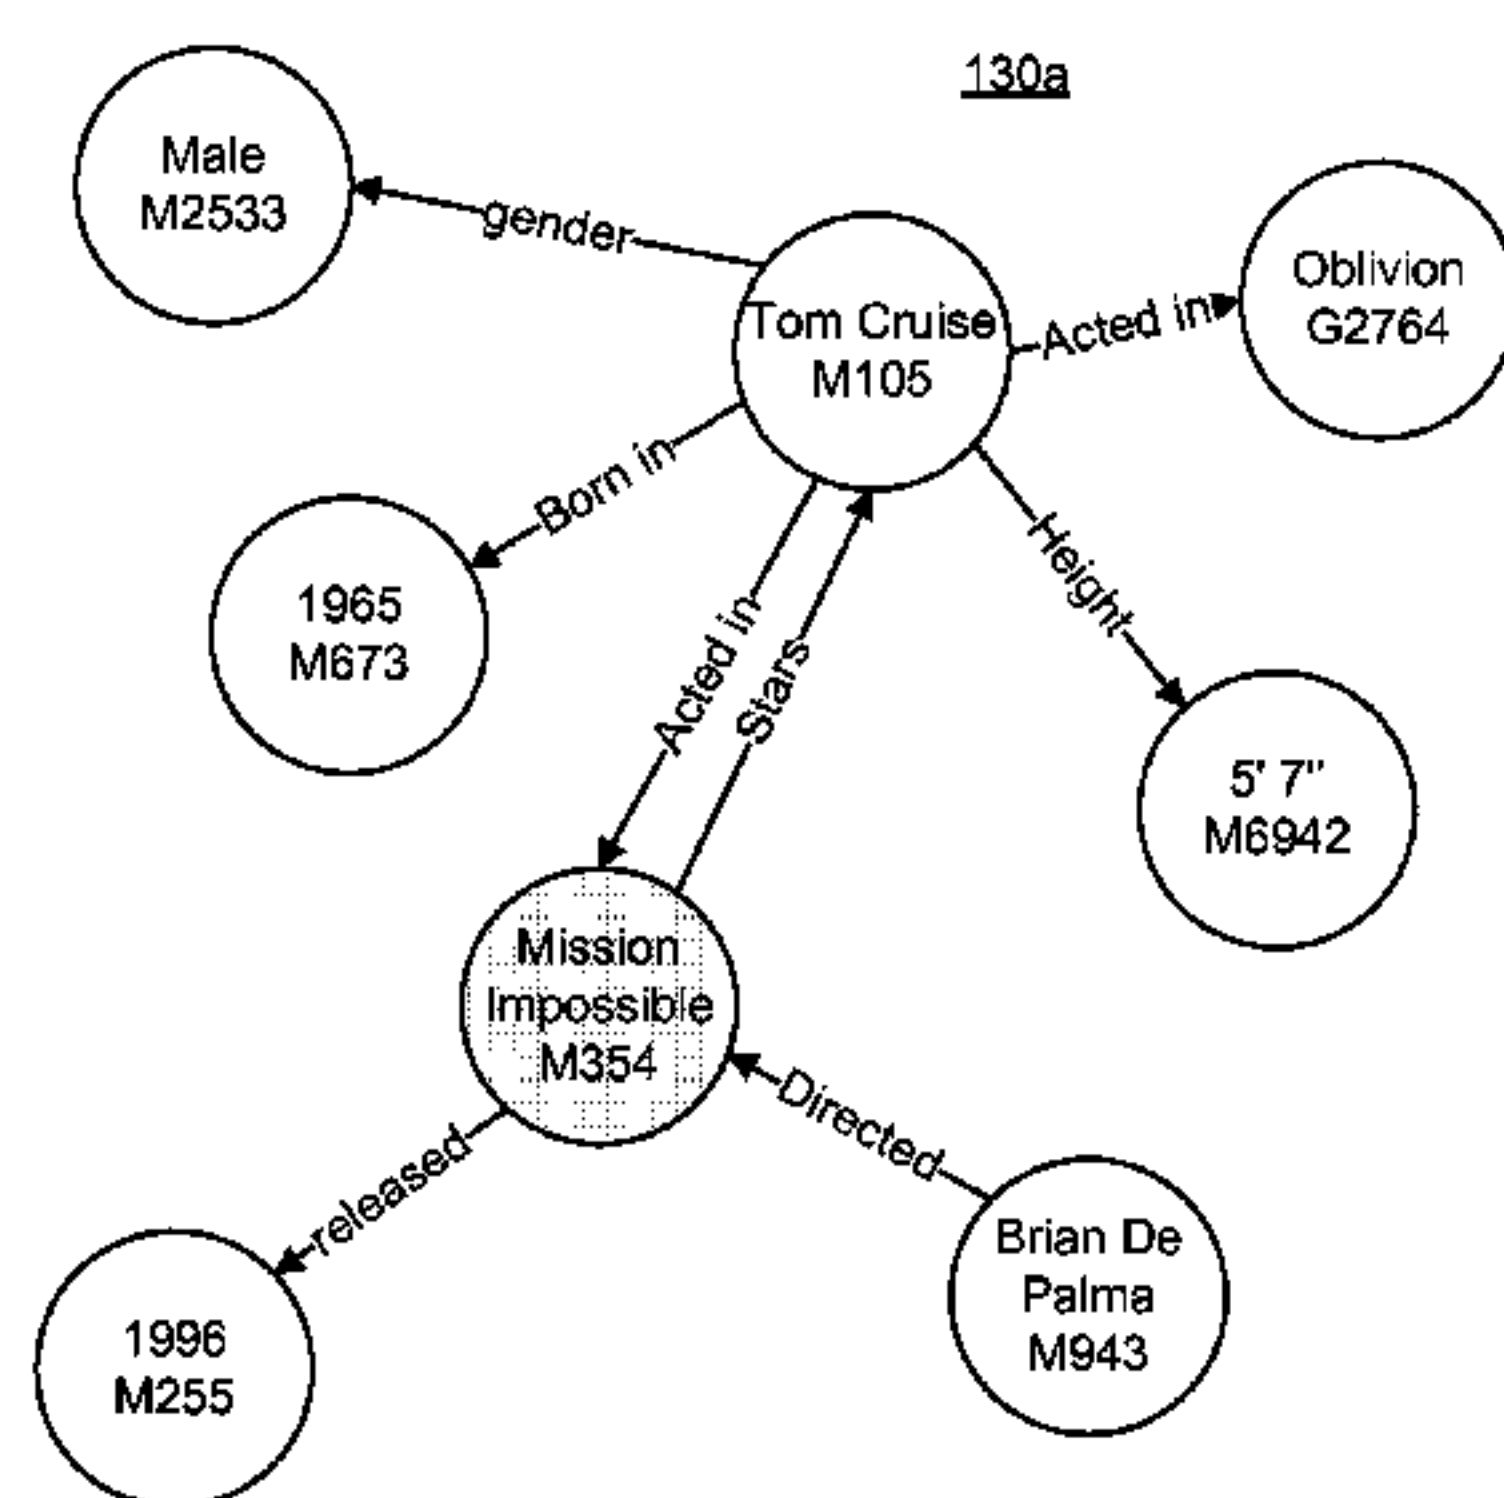 130a
Male
M2533
gender
Tom Cruise
M105
Acted in
Oblivion
G2764
Born in
1965
M673
Acted in
Stars
Height
5' 7"
M6942
Mission
Impossible
M354
Directed
released
Brian De
Palma
M943
1996
M255